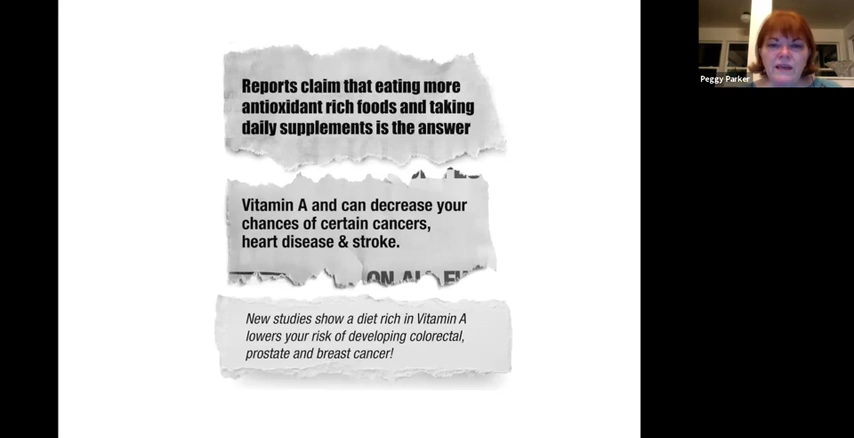 Reports claim that eating more
antioxidant rich foods and taking
daily supplements is the answer
Vitamin A and can decrease your
chances of certain cancers,
heart disease & stroke.
New studies show a diet rich in Vitamin A
lowers your risk of developing colorectal,
prostate and breast cancer!
Peggy Parker